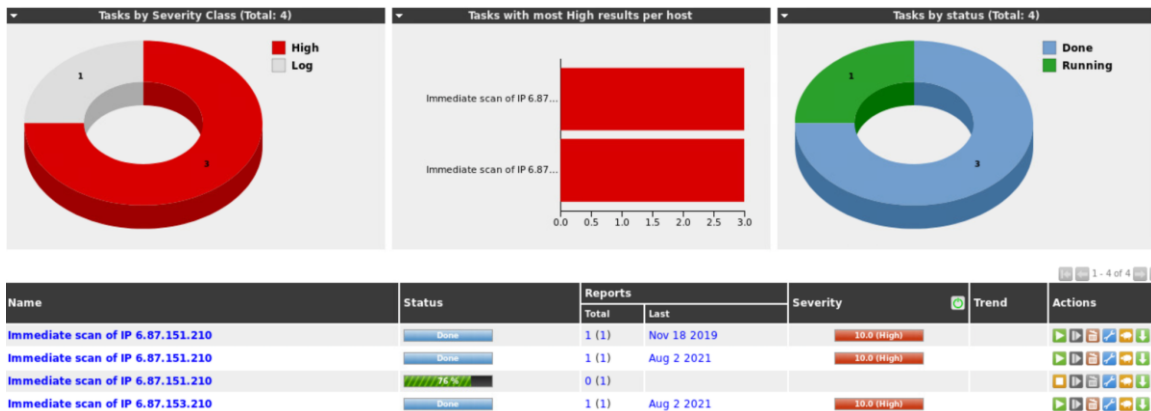 Tasks by Severity Class (Total: 4)
High
Log
1
3
Tasks with most High results per host
Immediate scan of IP 6.87...
Immediate scan of IP 6.87...
0.0 0.5 1.0 1.5 2.0 2.5 3.0
Tasks by status (Total: 4)
Done
Running
1
3
1 - 4 of 4
Name Status Reports Severity Trend Actions
Total Last
Immediate scan of IP 6.87.151.210 Done 1 (1) Nov 18 2019 10.0 (High)
Immediate scan of IP 6.87.151.210 Done 1 (1) Aug 2 2021 10.0 (High)
Immediate scan of IP 6.87.151.210 76 % 0 (1)
Immediate scan of IP 6.87.153.210 Done 1 (1) Aug 2 2021 10.0 (High)